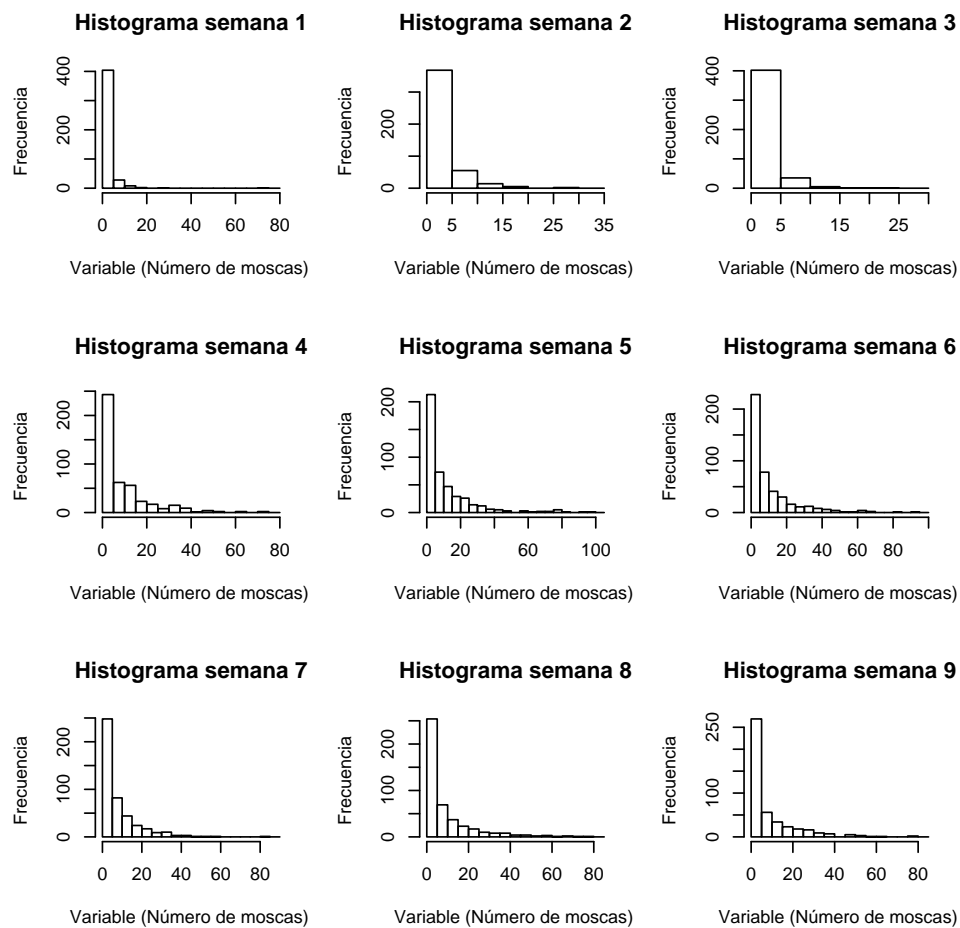 Histograma semana 1
Frecuencia
0 200 400
0 20 40 60 80
Variable (Número de moscas)
Histograma semana 2
Frecuencia
0 200
0 5 15 25 35
Variable (Número de moscas)
Histograma semana 3
Frecuencia
0 200 400
0 5 15 25
Variable (Número de moscas)
Histograma semana 4
Frecuencia
0 100 200
0 20 40 60 80
Variable (Número de moscas)
Histograma semana 5
Frecuencia
0 100 200
0 20 60 100
Variable (Número de moscas)
Histograma semana 6
Frecuencia
0 100 200
0 20 40 60 80
Variable (Número de moscas)
Histograma semana 7
Frecuencia
0 100 200
0 20 40 60 80
Variable (Número de moscas)
Histograma semana 8
Frecuencia
0 100 200
0 20 40 60 80
Variable (Número de moscas)
Histograma semana 9
Frecuencia
0 100 250
0 20 40 60 80
Variable (Número de moscas)